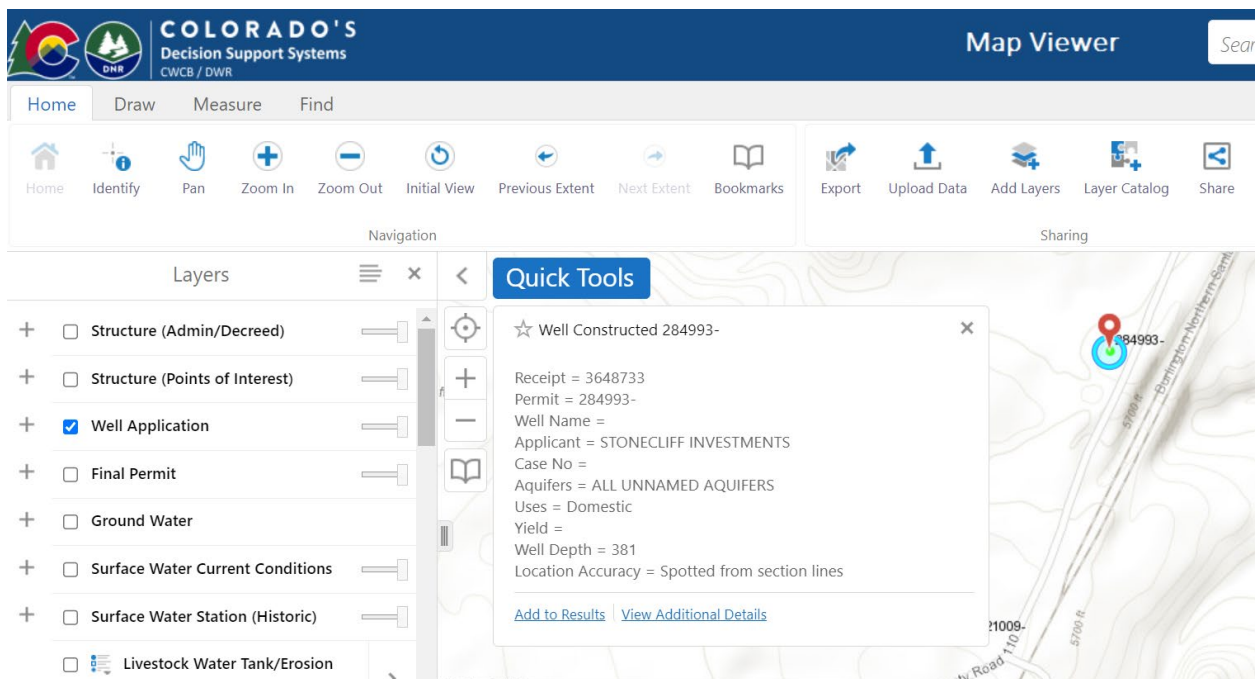 COLORADO'S
Decision Support Systems
CWCB / DWR
DNR
Map Viewer
Home Draw Measure Find
Home Identify Pan Zoom In Zoom Out Initial View Previous Extent Next Extent Bookmarks Export Upload Data Add Layers Layer Catalog Share
Navigation Sharing
Layers
Structure (Admin/Decreed)
Structure (Points of Interest)
Well Application
Final Permit
Ground Water
Surface Water Current Conditions
Surface Water Station (Historic)
Livestock Water Tank/Erosion
Quick Tools
Well Constructed 284993-
Receipt = 3648733
Permit = 284993-
Well Name =
Applicant = STONECLIFF INVESTMENTS
Case No =
Aquifers = ALL UNNAMED AQUIFERS
Uses = Domestic
Yield =
Well Depth = 381
Location Accuracy = Spotted from section lines
Add to Results View Additional Details
84993-
Burlington Northern
5700 ft
5700 ft
21009-
Road 110